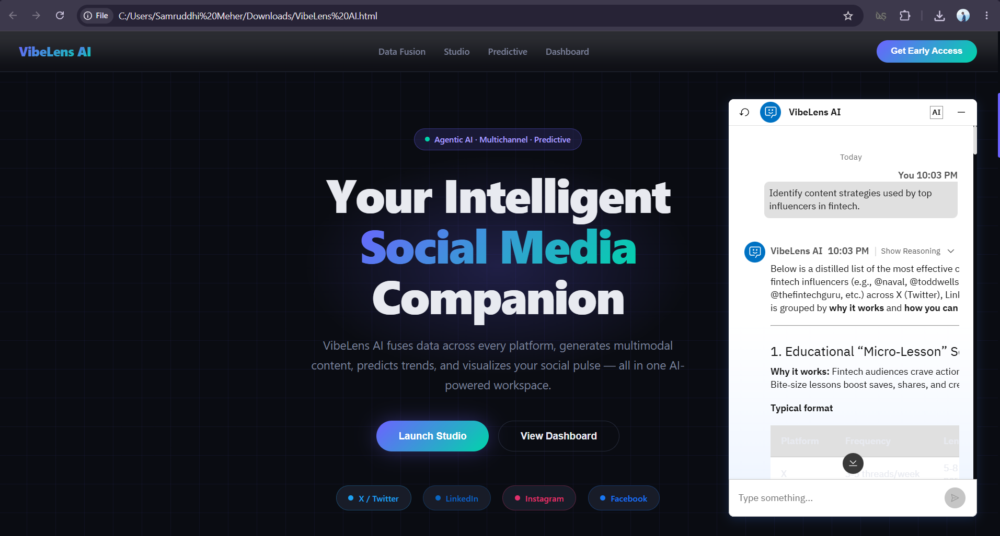 File C:/Users/Samruddhi%20Meher/Downloads/VibeLens%20AI.html
VibeLens AI
Data Fusion Studio Predictive Dashboard
Get Early Access
Agentic AI · Multichannel · Predictive
Your Intelligent
Social Media
Companion
VibeLens AI fuses data across every platform, generates multimodal
content, predicts trends, and visualizes your social pulse — all in one AI-
powered workspace.
Launch Studio View Dashboard
X / Twitter LinkedIn Instagram Facebook
VibeLens AI AI
Today
You 10:03 PM
Identify content strategies used by top
influencers in fintech.
VibeLens AI 10:03 PM Show Reasoning
Below is a distilled list of the most effective c
fintech influencers (e.g., @naval, @toddwells
@thefintechguru, etc.) across X (Twitter), Link
is grouped by why it works and how you can
1. Educational “Micro-Lesson” Se
Why it works: Fintech audiences crave action
Bite-size lessons boost saves, shares, and cre
Typical format
Platform Frequency Len
5-8
X threads/week
Type something...